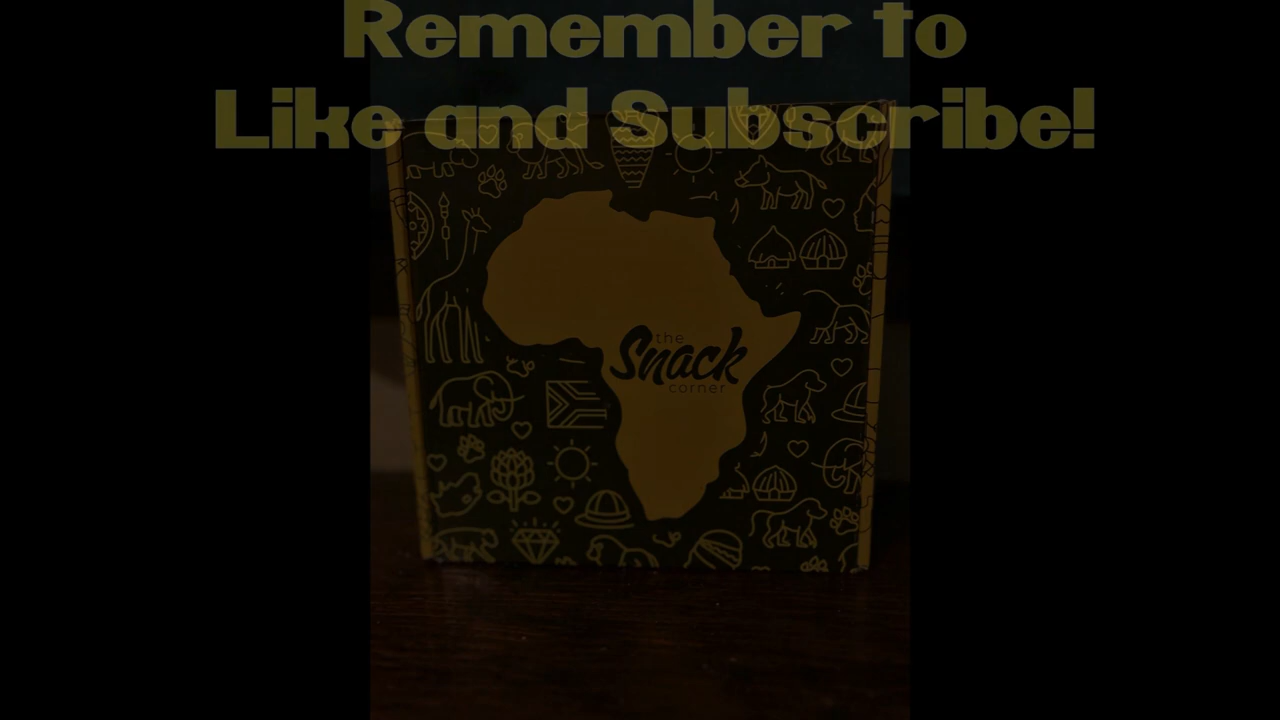 Remember to
Like and Subscribe!
the
Snack
corner